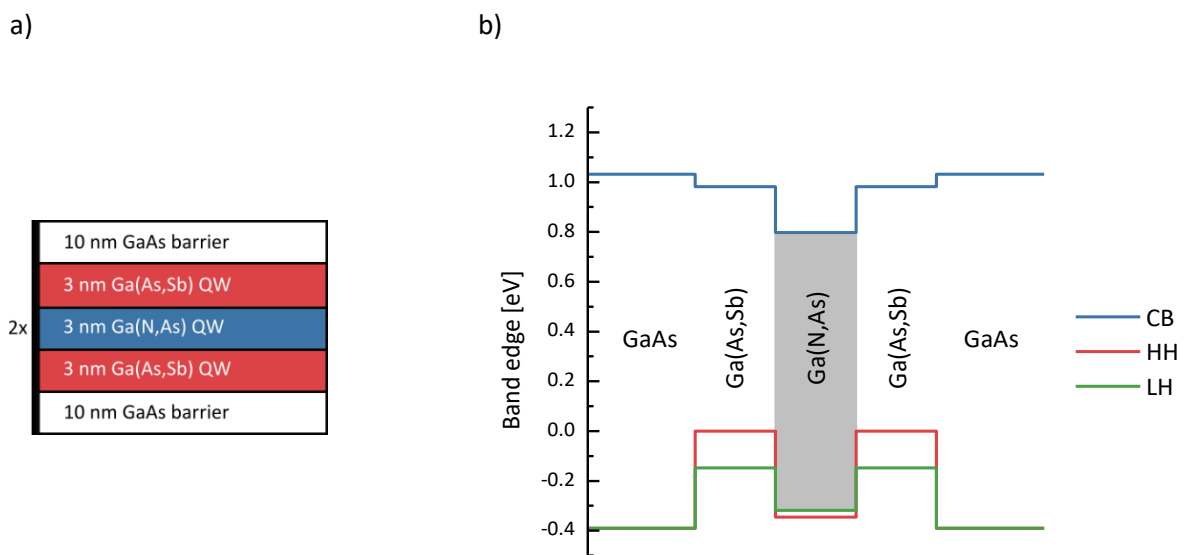 a)
10 nm GaAs barrier
3 nm Ga(As,Sb) QW
2x
3 nm Ga(N,As) QW
3 nm Ga(As,Sb) QW
10 nm GaAs barrier
b)
Band edge [eV]
1.2
1.0
0.8
0.6
0.4
0.2
0.0
-0.2
-0.4
GaAs
Ga(As,Sb)
Ga(N,As)
Ga(As,Sb)
GaAs
CB
HH
LH